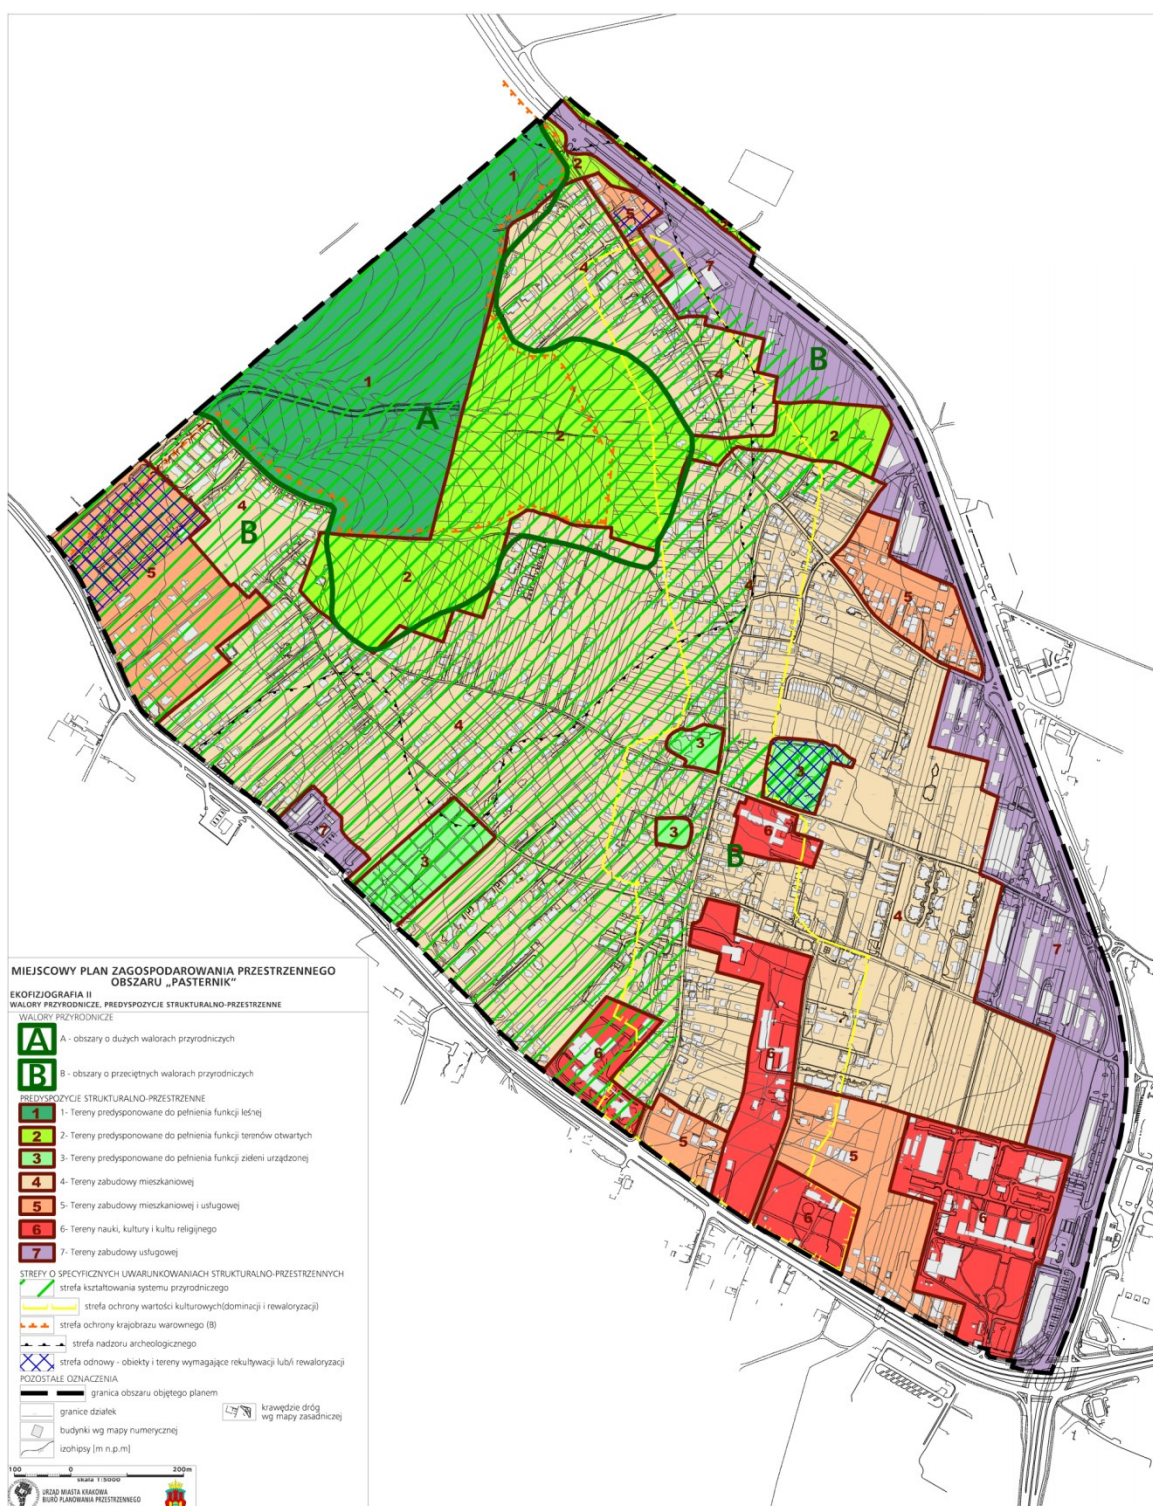 1
2
5
4
7
B
4
1
A
2
2
4
B
5
2
4
5
4
3
3
7
3
3
6
B
4
7
6
6
5
5
6
6
MIEJSCOWY PLAN ZAGOSPODAROWANIA PRZESTRZENNEGO
OBSZARU „PASTERNIK”
EKOFIZJOGRAFIA II
WALORY PRZYRODNICZE, PREDYSPOZYCJE STRUKTURALNO-PRZESTRZENNE
WALORY PRZYRODNICZE
A A - obszary o dużych walorach przyrodniczych
B B - obszary o przeciętnych walorach przyrodniczych
PREDYSPOZYCJE STRUKTURALNO-PRZESTRZENNE
1 1- Tereny predysponowane do pełnienia funkcji leśnej
2 2- Tereny predysponowane do pełnienia funkcji terenów otwartych
3 3- Tereny predysponowane do pełnienia funkcji zieleni urządzonej
4 4- Tereny zabudowy mieszkaniowej
5 5- Tereny zabudowy mieszkaniowej i usługowej
6 6- Tereny nauki, kultury i kultu religijnego
7 7- Tereny zabudowy usługowej
STREFY O SPECYFICZNYCH UWARUNKOWANIACH STRUKTURALNO-PRZESTRZENNYCH
strefa kształtowania systemu przyrodniczego
strefa ochrony wartości kulturowych(dominacji i rewaloryzacji)
strefa ochrony krajobrazu warownego (B)
strefa nadzoru archeologicznego
strefa odnowy - obiekty i tereny wymagające rekultywacji lub/i rewaloryzacji
POZOSTAŁE OZNACZENIA
granica obszaru objętego planem
granice działek
krawędzie dróg
wg mapy zasadniczej
budynki wg mapy numerycznej
izohipsy [m n.p.m]
100 0 200m
skala 1:5000
URZĄD MIASTA KRAKOWA
BIURO PLANOWANIA PRZESTRZENNEGO